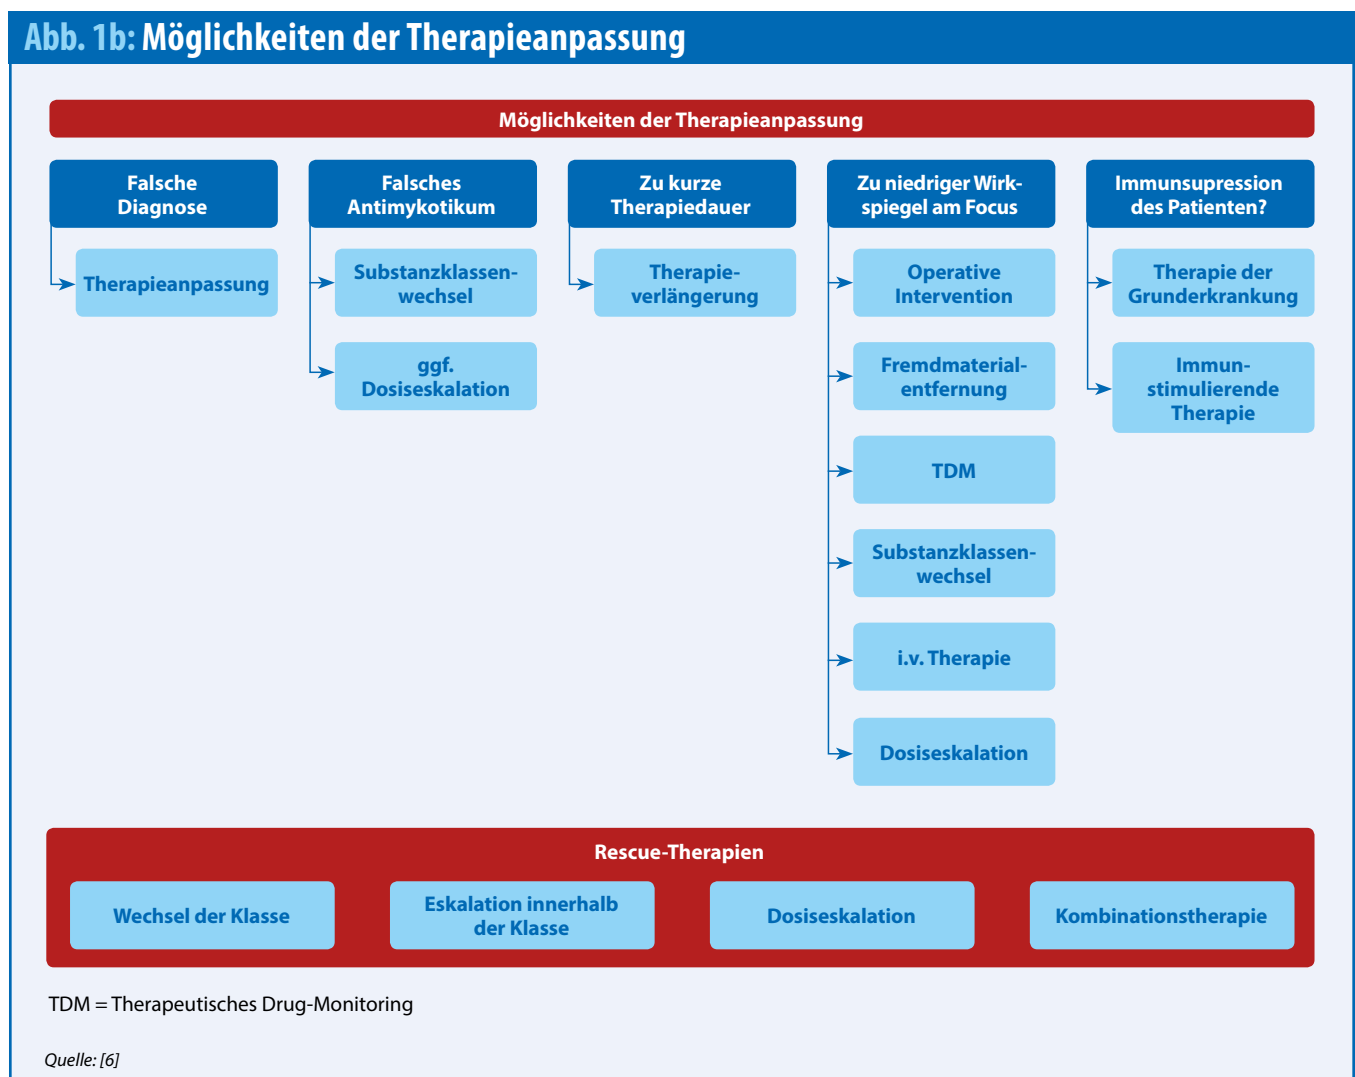 Abb. 1b: Möglichkeiten der Therapieanpassung
Möglichkeiten der Therapieanpassung
Falsche
Diagnose
Therapieanpassung
Falsches
Antimykotikum
Substanzklassen-
wechsel
ggf.
Dosiseskalation
Zu kurze
Therapiedauer
Therapie-
verlängerung
Zu niedriger Wirk-
spiegel am Focus
Operative
Intervention
Fremdmaterial-
entfernung
TDM
Substanzklassen-
wechsel
i.v. Therapie
Dosiseskalation
Immunsupression
des Patienten?
Therapie der
Grunderkrankung
Immun-
stimulierende
Therapie
Rescue-Therapien
Wechsel der Klasse
Eskalation innerhalb
der Klasse
Dosiseskalation
Kombinationstherapie
TDM = Therapeutisches Drug-Monitoring
Quelle: [6]